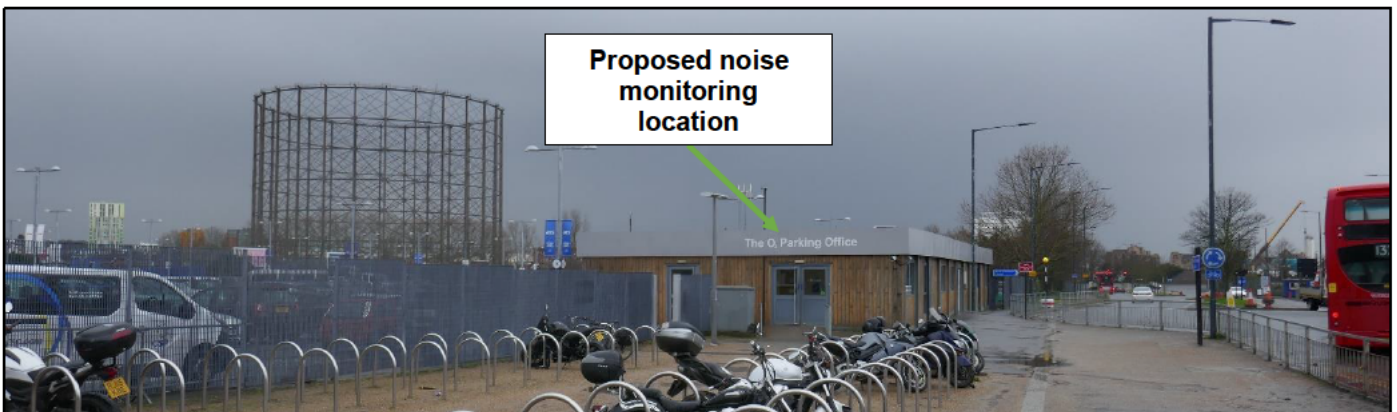 Proposed noise
monitoring
location
The O₂ Parking Office